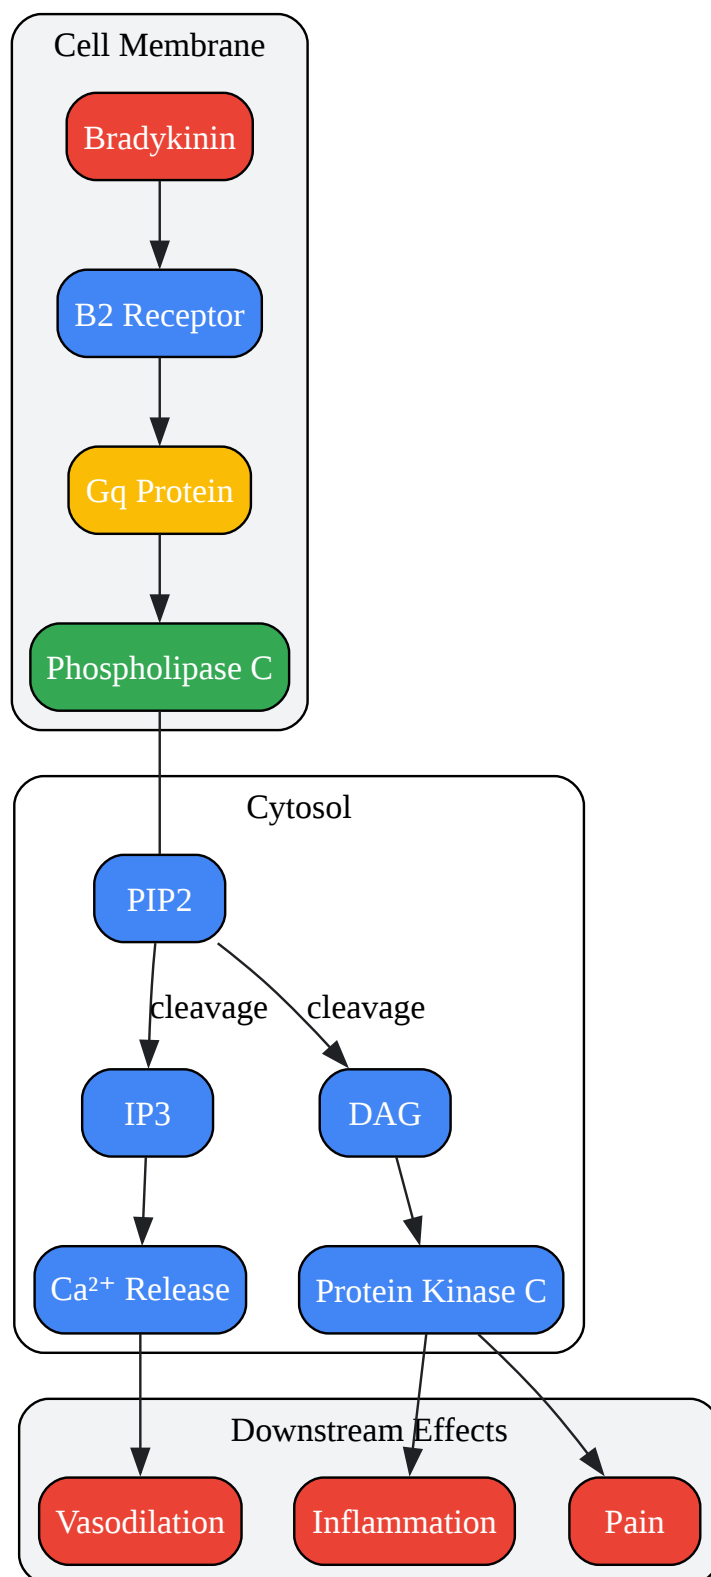 Cell Membrane
Bradykinin
B2 Receptor
Gq Protein
Phospholipase C
Cytosol
PIP2
cleavage cleavage
IP3 DAG
Ca²⁺ Release Protein Kinase C
Downstream Effects
Vasodilation Inflammation Pain